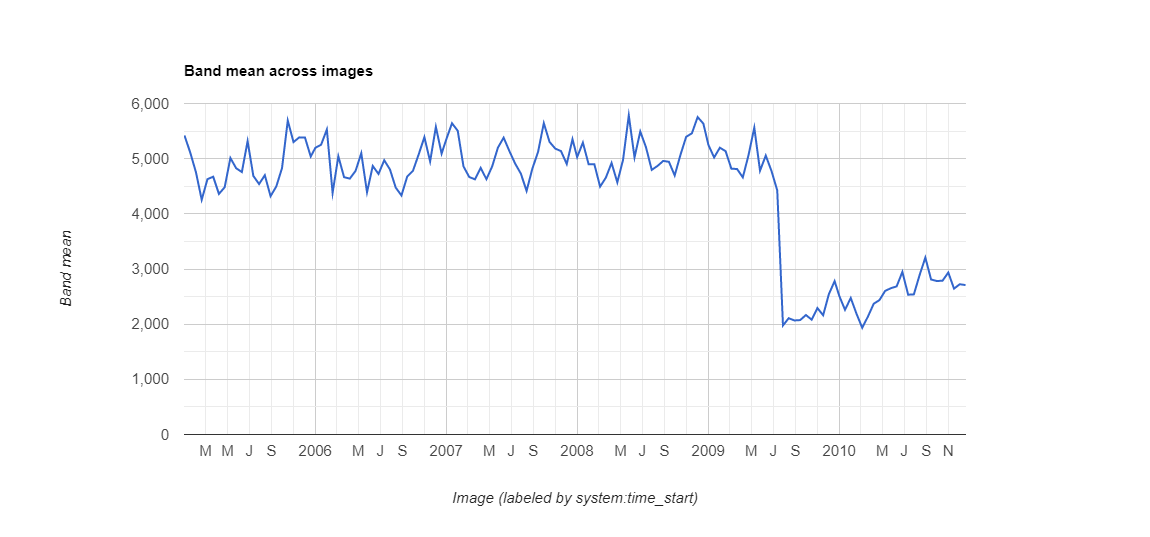 Band mean across images
6,000
5,000
4,000
3,000
2,000
1,000
0
Band mean
M M J S 2006 M J S 2007 M J S 2008 M J S 2009 M J S 2010 M J S N
Image (labeled by system:time_start)